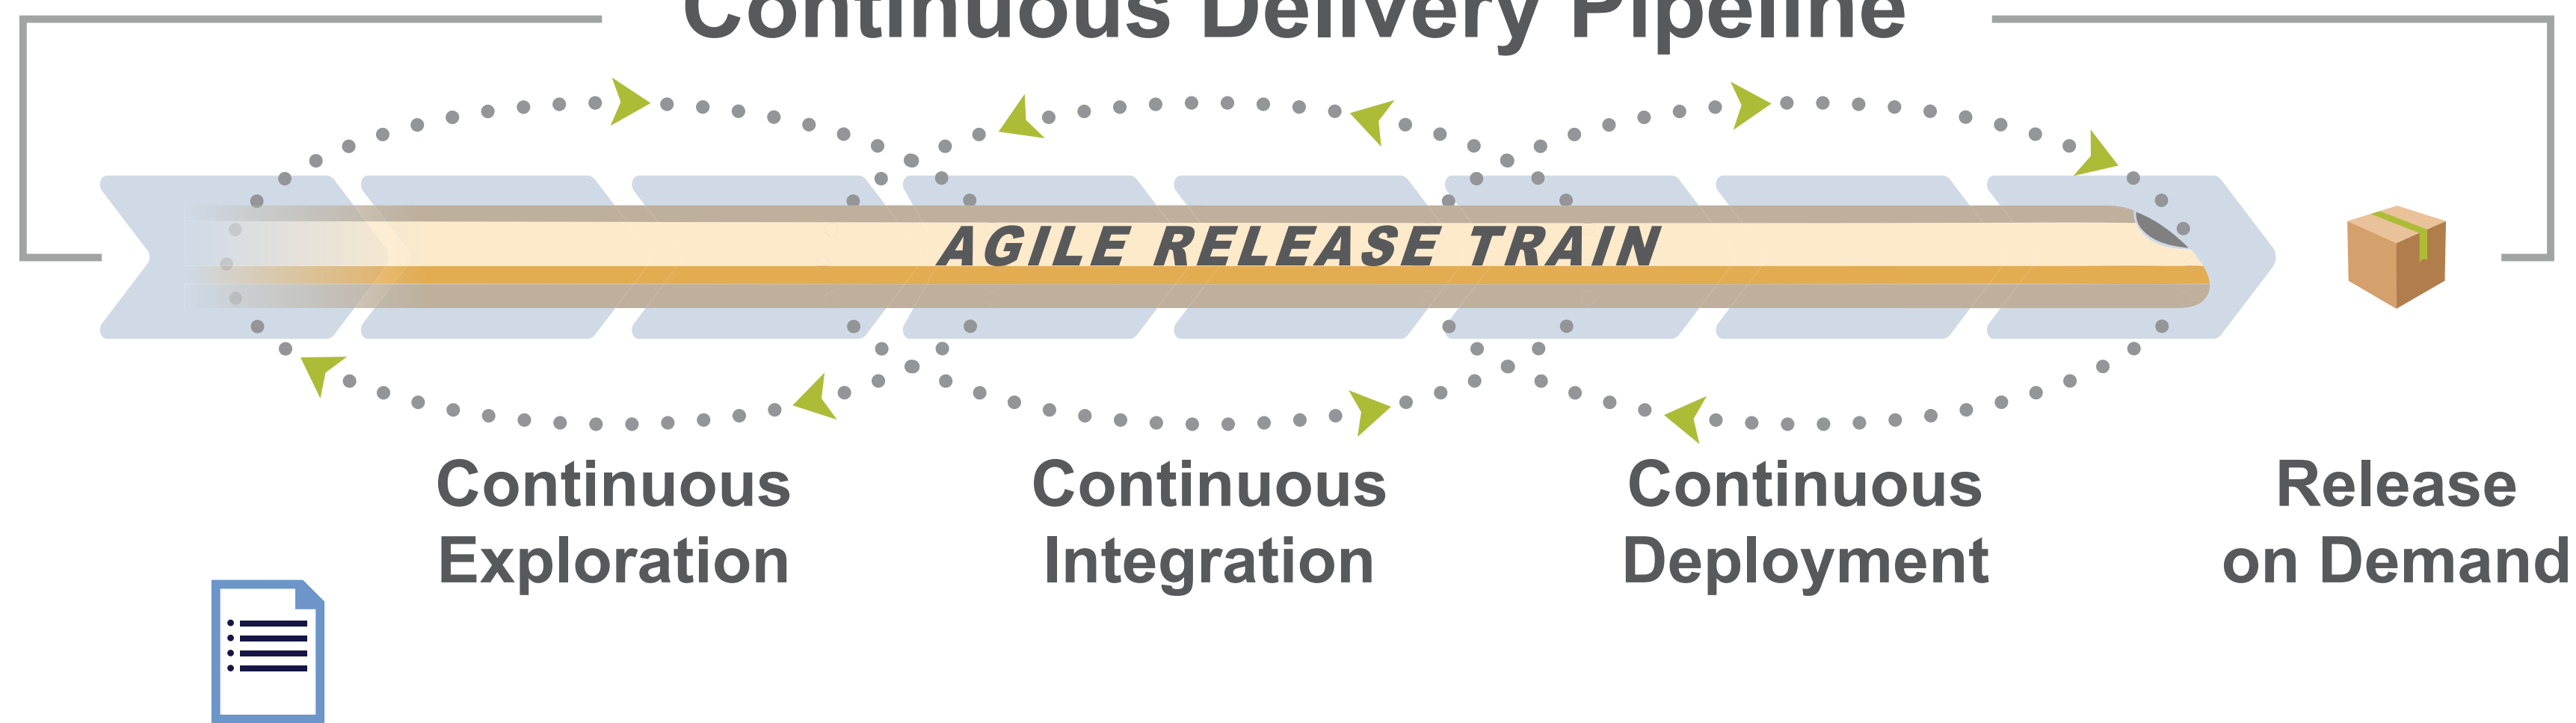 Continuous Delivery Pipeline
AGILE RELEASE TRAIN
Continuous
Exploration
Continuous
Integration
Continuous
Deployment
Release
on Demand